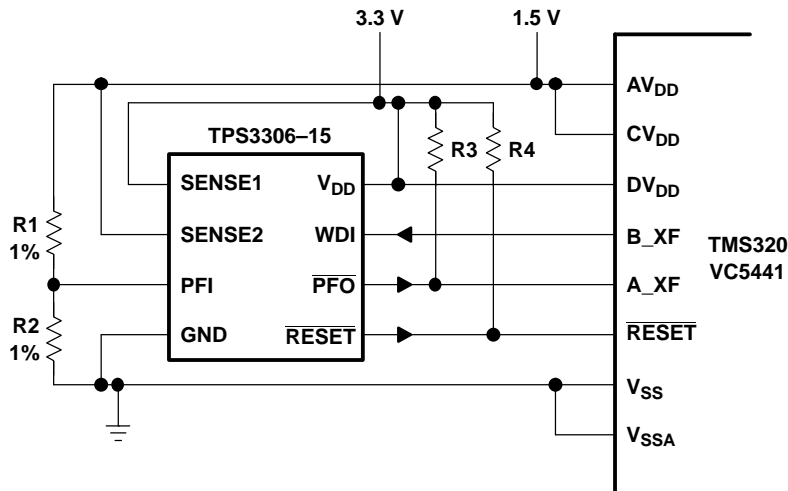 3.3 V
1.5 V
TPS3306–15
R3
R4
R1
1%
R2
1%
SENSE1
SENSE2
PFI
GND
VDD
WDI
PFO
RESET
AVDD
CVDD
DVDD
B_XF
A_XF
RESET
VSS
VSSA
TMS320
VC5441